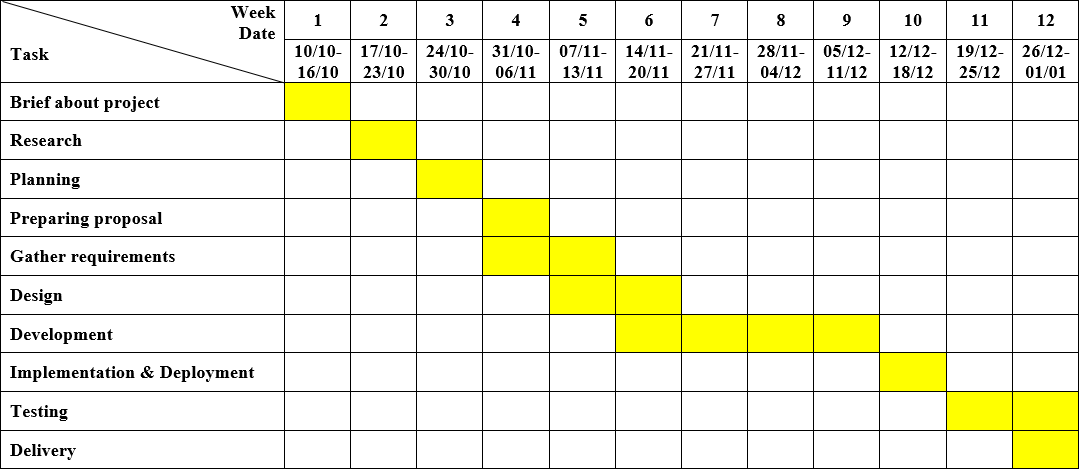 Week 1 2 3 4 5 6 7 8 9 10 11 12
Date
Task
10/10- 17/10- 24/10- 31/10- 07/11- 14/11- 21/11- 28/11- 05/12- 12/12- 19/12- 26/12-
16/10 23/10 30/10 06/11 13/11 20/11 27/11 04/12 11/12 18/12 25/12 01/01
Brief about project
Research
Planning
Preparing proposal
Gather requirements
Design
Development
Implementation & Deployment
Testing
Delivery